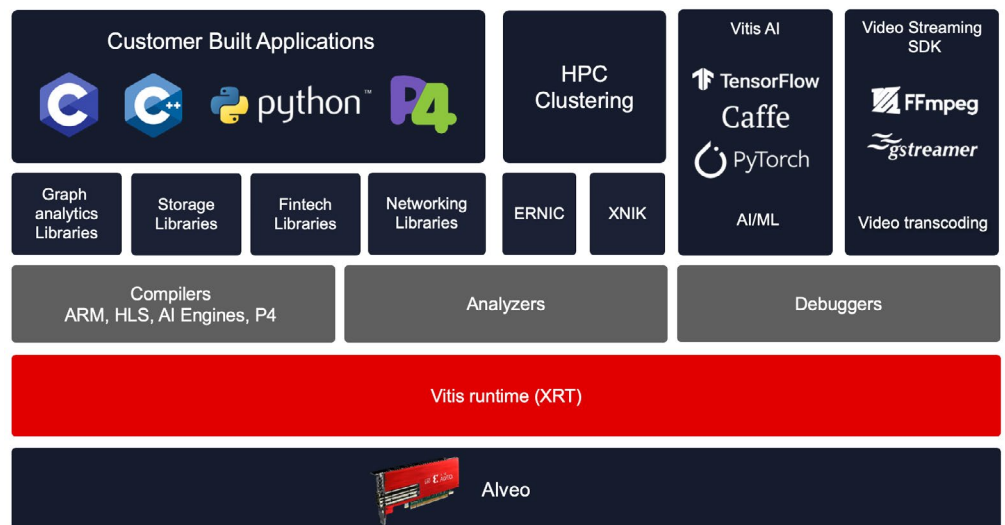 Customer Built Applications
C
C++
python™
P4
HPC
Clustering
Vitis AI
TensorFlow
Caffe
PyTorch
AI/ML
Video Streaming
SDK
FFmpeg
gstreamer
Video transcoding
Graph
analytics
Libraries
Storage
Libraries
Fintech
Libraries
Networking
Libraries
ERNIC
XNIK
Compilers
ARM, HLS, AI Engines, P4
Analyzers
Debuggers
Vitis runtime (XRT)
Alveo